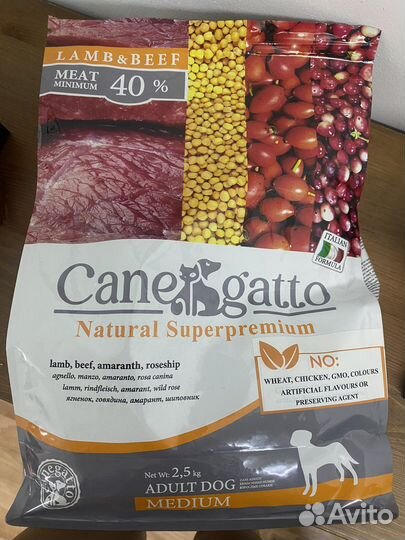 LAMB & BEEF
MEAT
MINIMUM
40 %
ITALIAN
FORMULA
Cane gatto
Natural Superpremium
lamb, beef, amaranth, roseship
agnello, manzo, amaranto, rosa canina
lamm, rindfleisch, amarant, wild rose
ягненок, говядина, амарант, шиповник
NO:
WHEAT, CHICKEN, GMO, COLOURS
ARTIFICIAL FLAVOURS OR
PRESERVING AGENT
Net Wt: 2,5 kg
ADULT DOG
MEDIUM
Avito